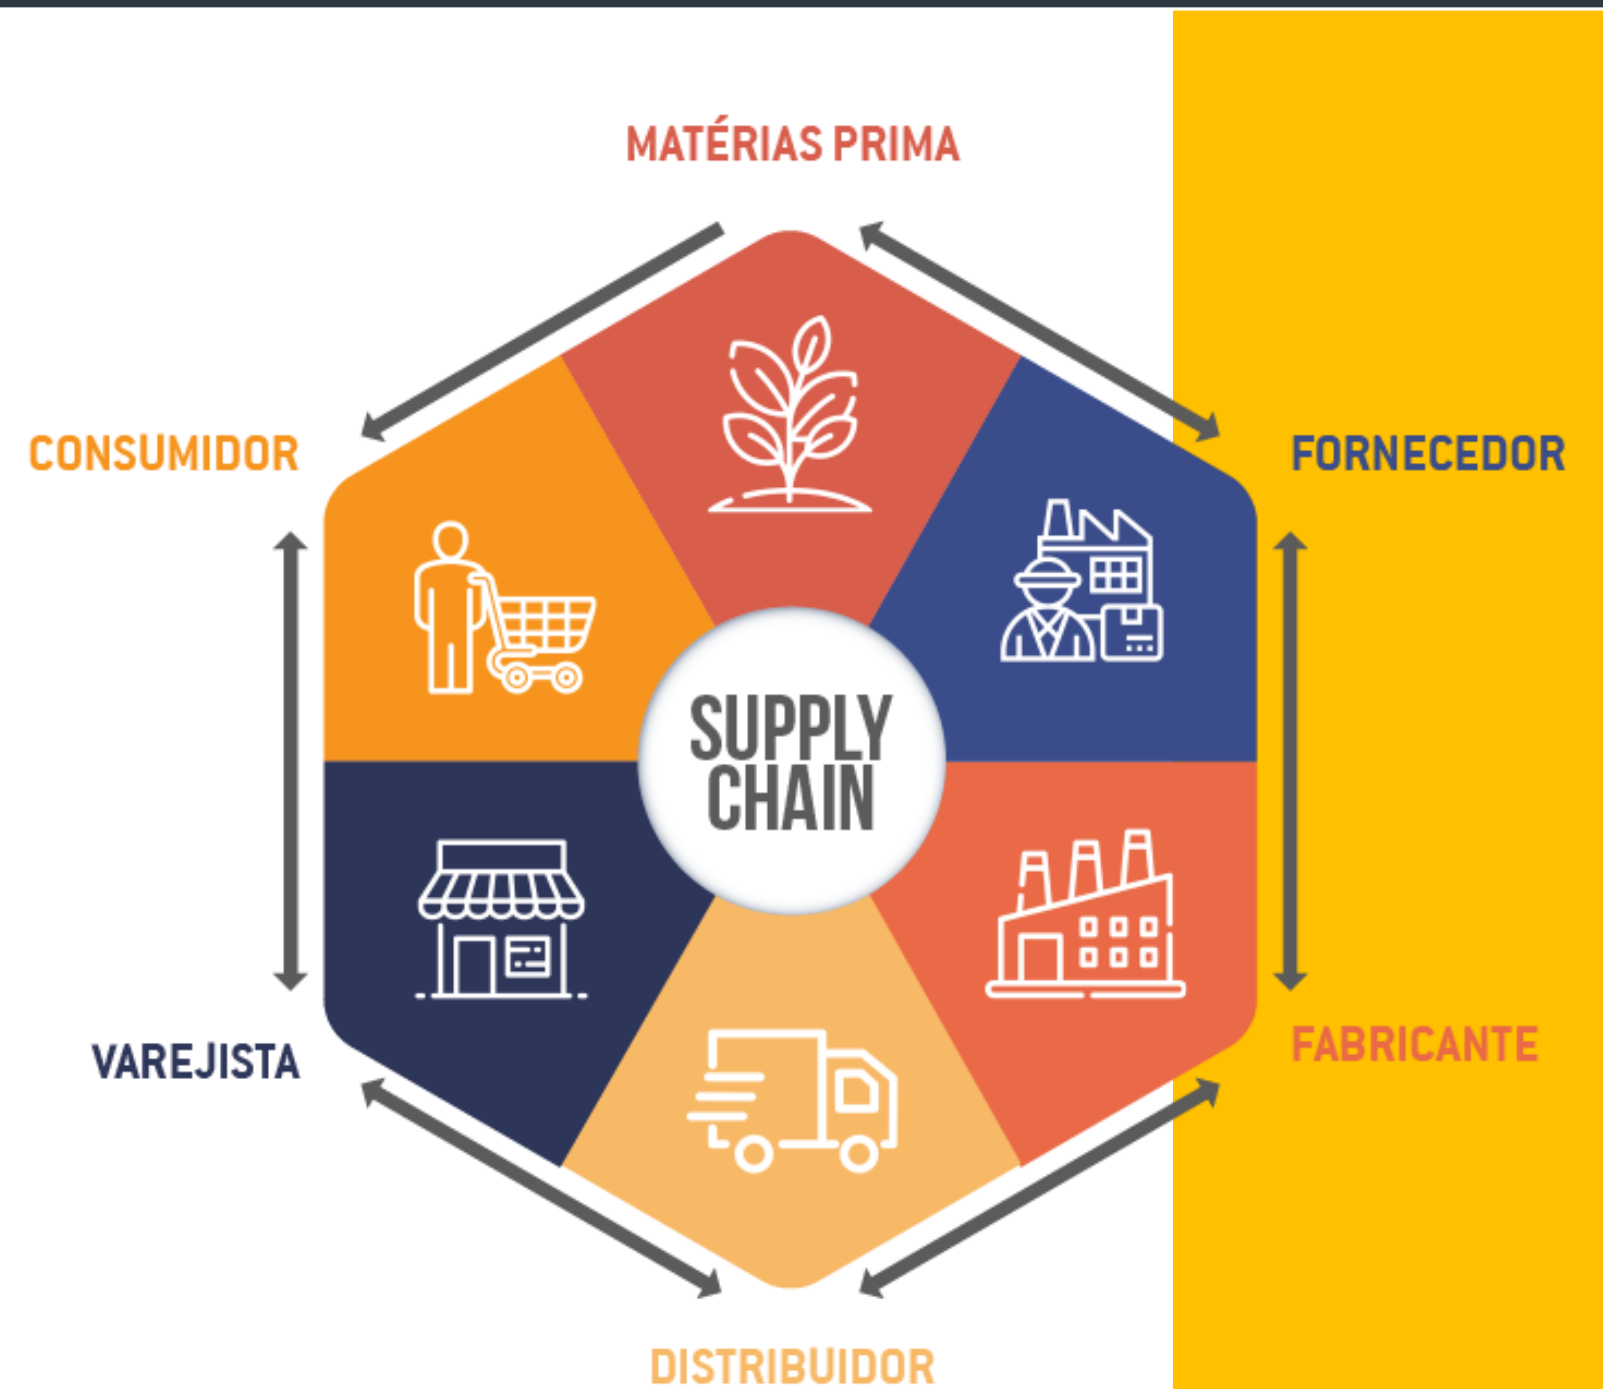 MATÉRIAS PRIMA
CONSUMIDOR
FORNECEDOR
SUPPLY
CHAIN
VAREJISTA
FABRICANTE
DISTRIBUIDOR